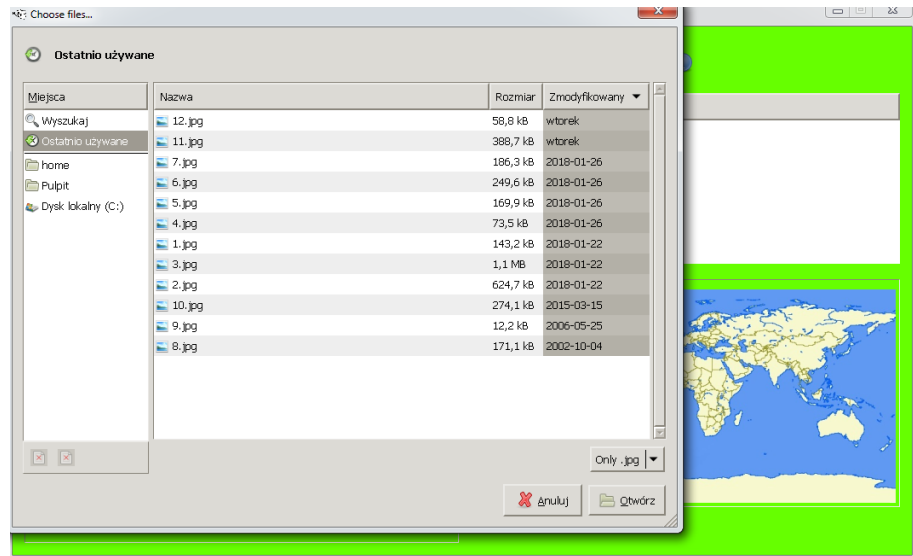 Choose files...
Ostatnio używane
Miejsca
Wyszukaj
Ostatnio używane
home
Pulpit
Dysk lokalny (C:)
Nazwa Rozmiar Zmodyfikowany
12.jpg 58,8 kB wtorek
11.jpg 388,7 kB wtorek
7.jpg 186,3 kB 2018-01-26
6.jpg 249,6 kB 2018-01-26
5.jpg 169,9 kB 2018-01-26
4.jpg 73,5 kB 2018-01-26
1.jpg 143,2 kB 2018-01-22
3.jpg 1,1 MB 2018-01-22
2.jpg 624,7 kB 2018-01-22
10.jpg 274,1 kB 2015-03-15
9.jpg 12,2 kB 2006-05-25
8.jpg 171,1 kB 2002-10-04
Only .jpg
Anuluj Otwórz